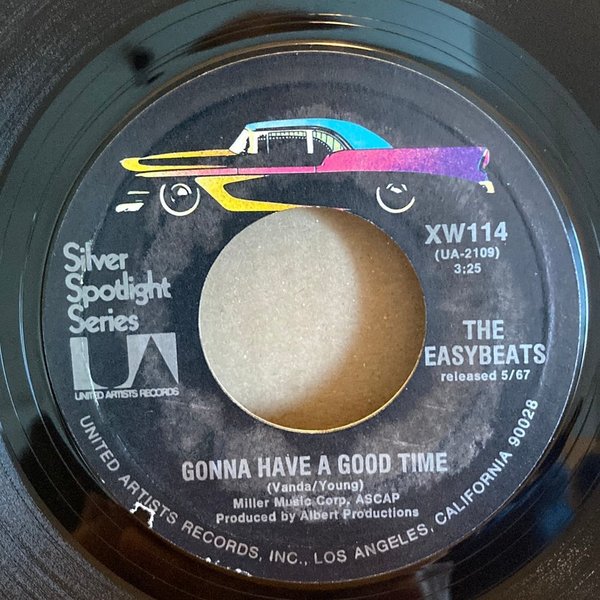 XW114
(UA-2109)
3:25
Silver
Spotlight
Series
UA
UNITED ARTISTS RECORDS
THE
EASYBEATS
released 5/67
GONNA HAVE A GOOD TIME
(Vanda/Young)
Miller Music Corp. ASCAP
Produced by Albert Productions
UNITED ARTISTS RECORDS, INC., LOS ANGELES, CALIFORNIA 90028